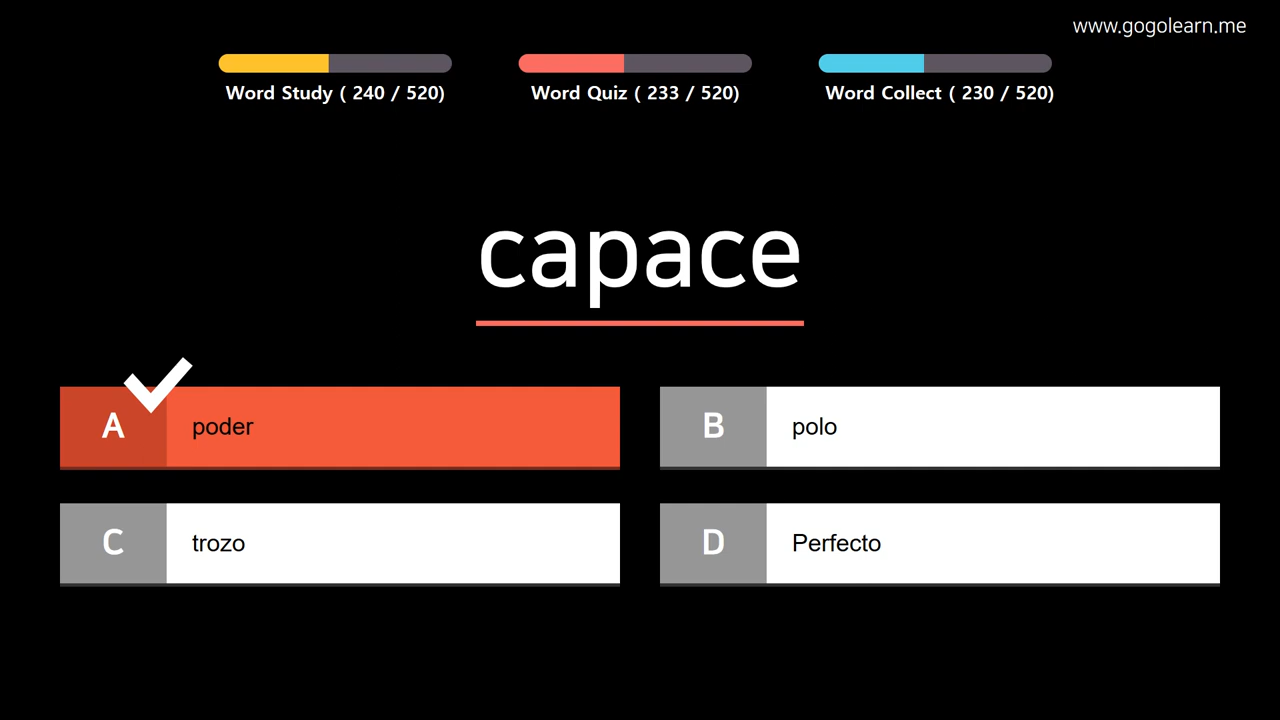 www.gogolearn.me
Word Study ( 240 / 520)
Word Quiz ( 233 / 520)
Word Collect ( 230 / 520)
capace
A poder
B polo
C trozo
D Perfecto